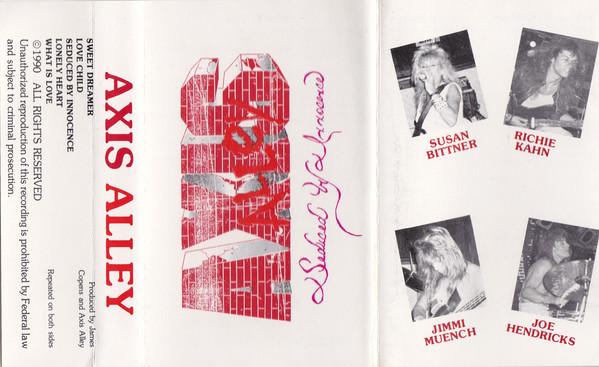 SWEET DREAMER
LOVE CHILD
SEDUCED BY INNOCENCE
LONELY HEART
WHAT IS LOVE
©1990 ALL RIGHTS RESERVED
Unauthorized reproduction of this recording is prohibited by Federal law
and subject to criminal prosecution.
AXIS ALLEY
Produced by James
Copens and Axis Alley
Repeated on both sides
AXIS
ALLEY
Seduced by Innocence
SUSAN
BITTNER
RICHIE
KAHN
JIMMI
MUENCH
JOE
HENDRICKS